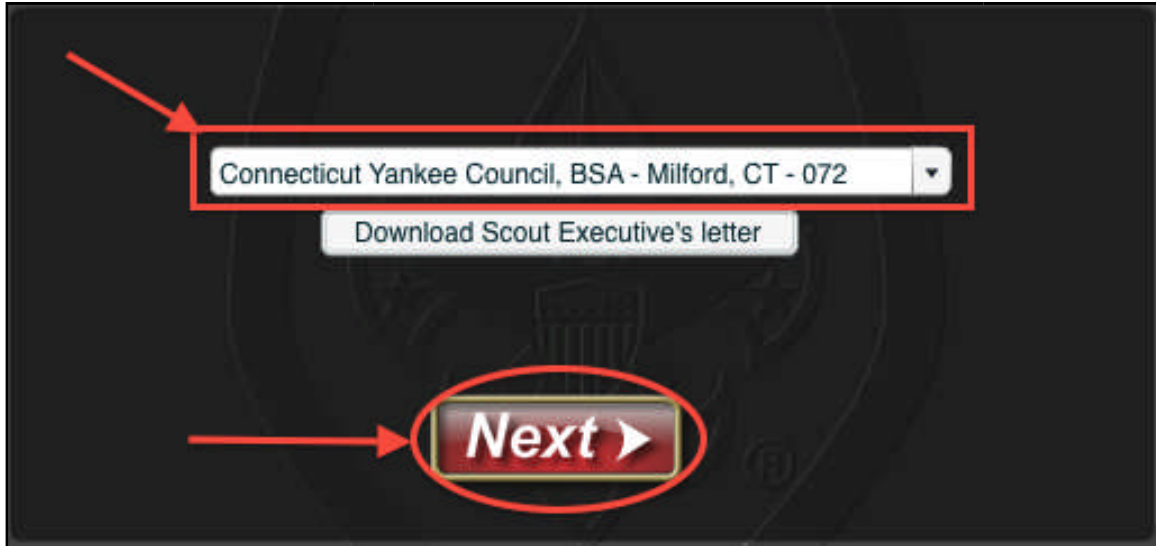 Connecticut Yankee Council, BSA - Milford, CT - 072
Download Scout Executive's letter
Next
®